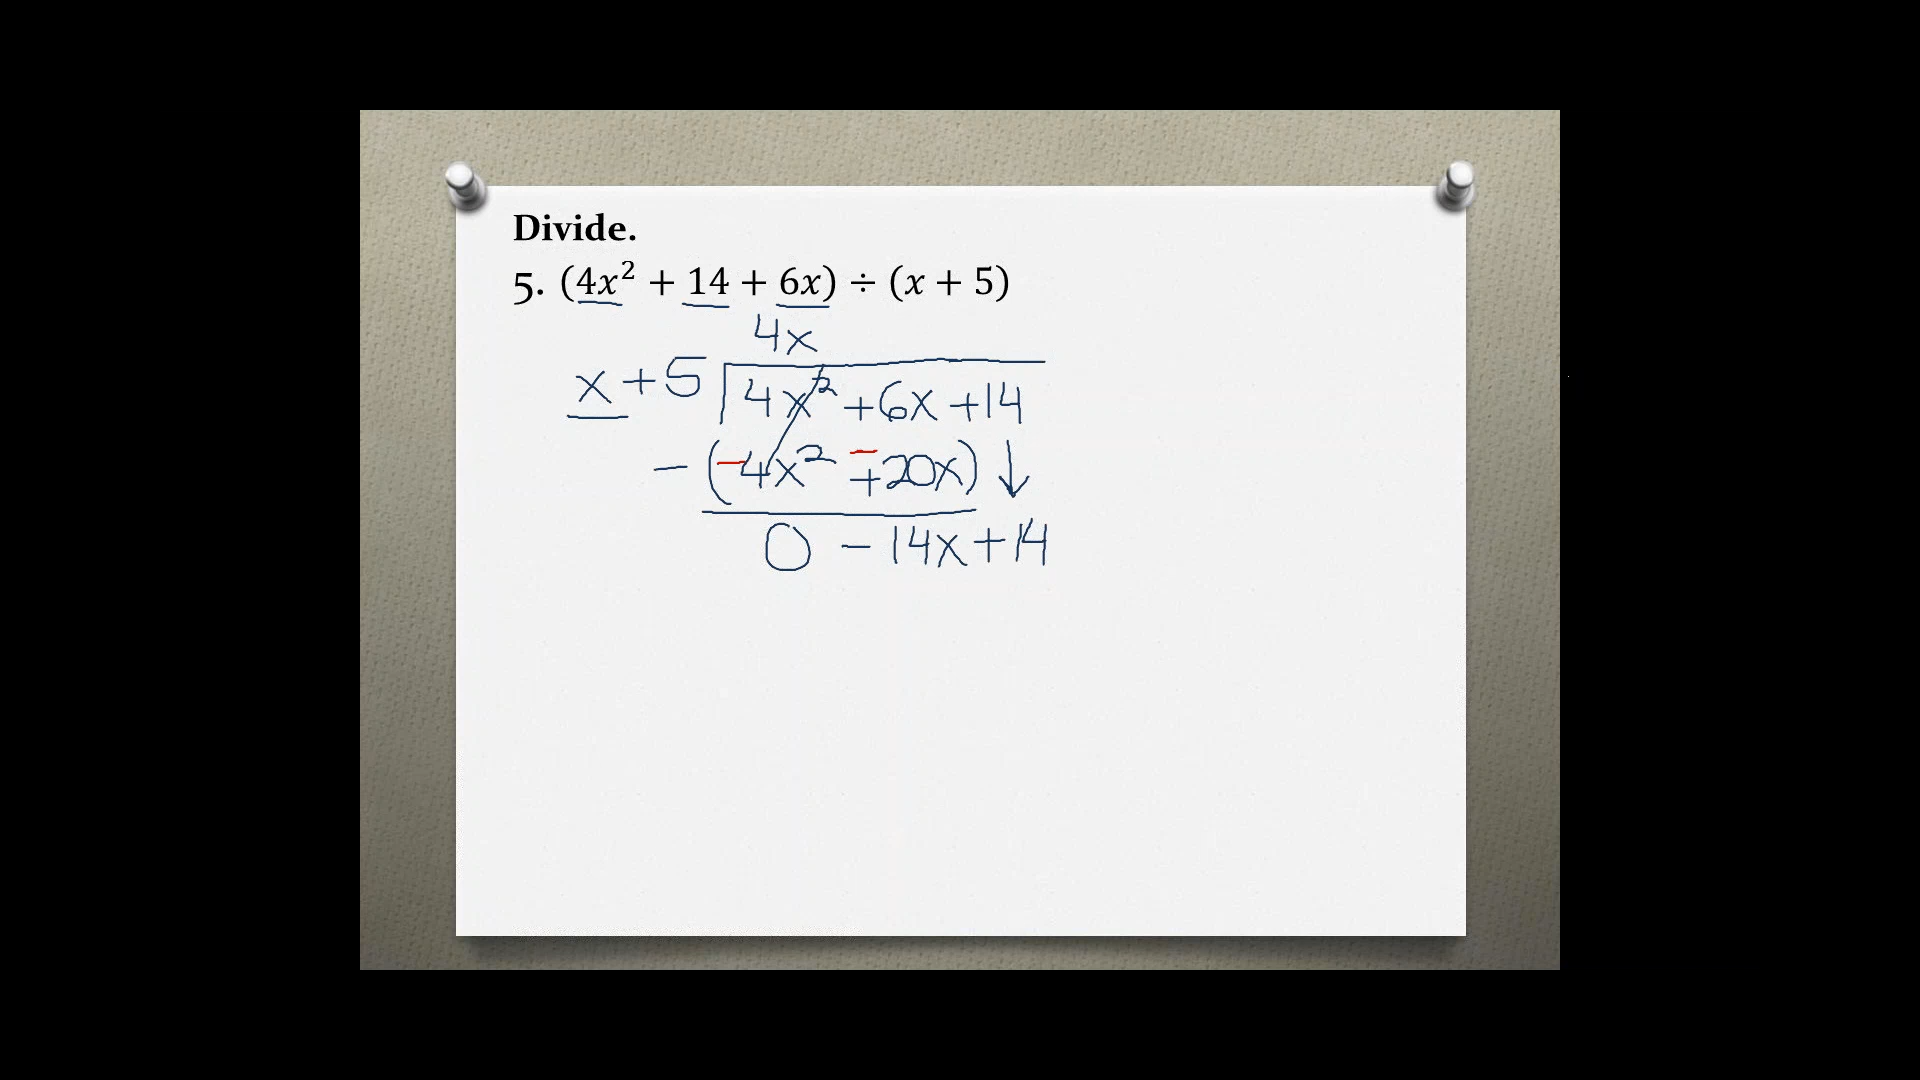 Divide.
5. (4x² + 14 + 6x) ÷ (x + 5)
4x
x + 5 4x² + 6x + 14
− (−4x² −+20x) ↓
0 − 14x + 14